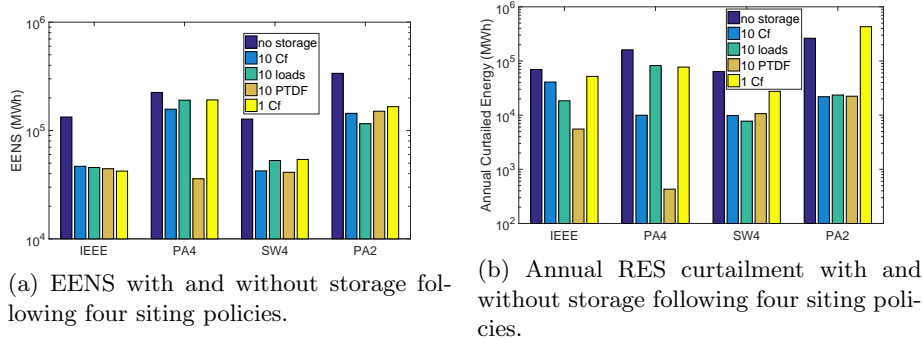 EENS (MWh)
10^6
10^5
10^4
no storage
10 Cf
10 loads
10 PTDF
1 Cf
IEEE PA4 SW4 PA2
(a) EENS with and without storage fol-
lowing four siting policies.
Annual Curtailed Energy (MWh)
10^6
10^5
10^4
10^3
10^2
no storage
10 Cf
10 loads
10 PTDF
1 Cf
IEEE PA4 SW4 PA2
(b) Annual RES curtailment with and
without storage following four siting poli-
cies.